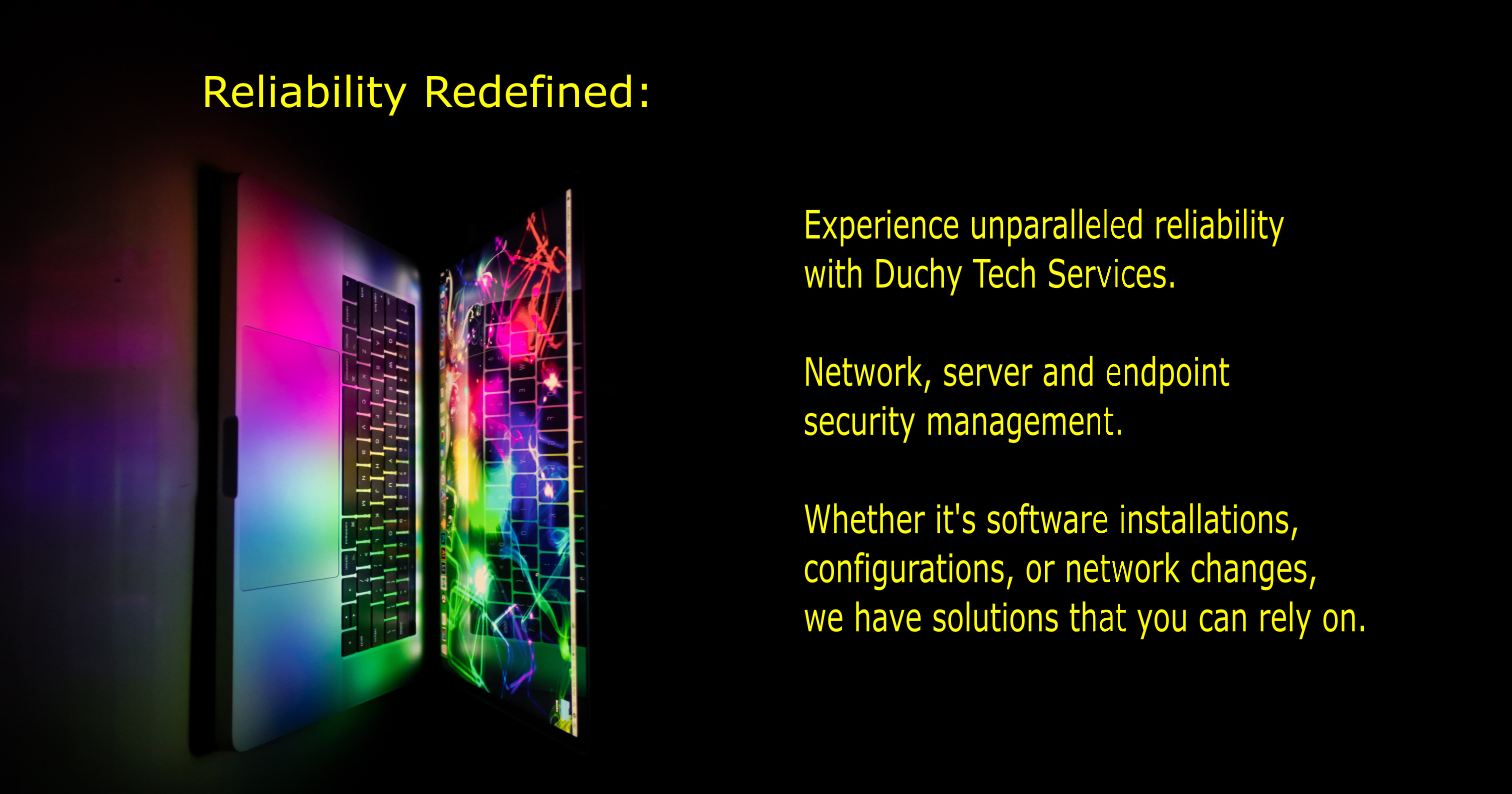 Reliability Redefined:
Experience unparalleled reliability
with Duchy Tech Services.
Network, server and endpoint
security management.
Whether it's software installations,
configurations, or network changes,
we have solutions that you can rely on.